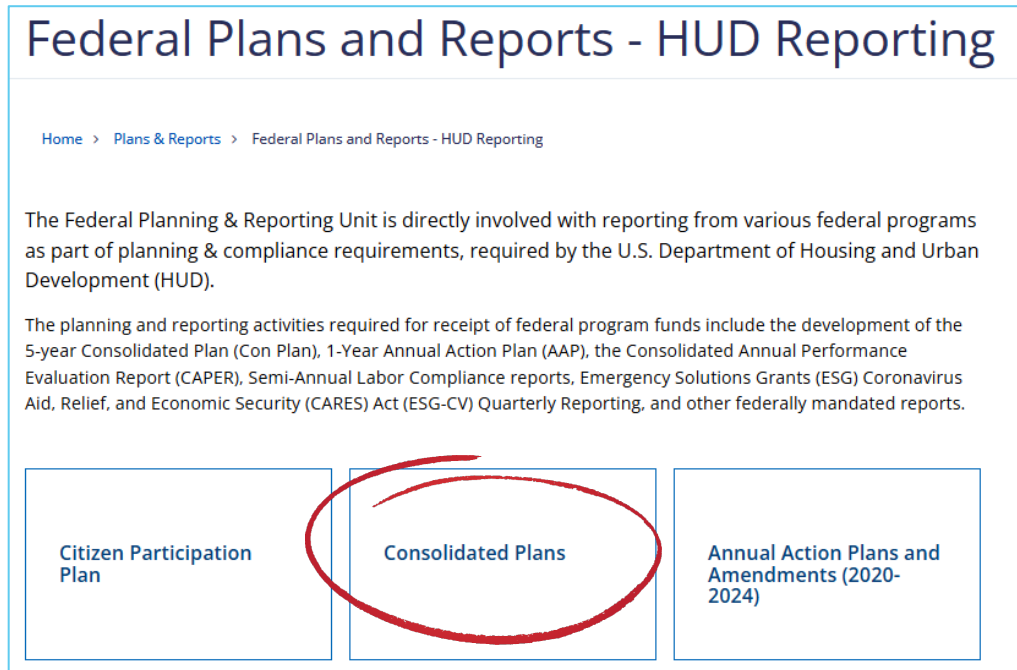 Federal Plans and Reports - HUD Reporting
Home > Plans & Reports > Federal Plans and Reports - HUD Reporting
The Federal Planning & Reporting Unit is directly involved with reporting from various federal programs
as part of planning & compliance requirements, required by the U.S. Department of Housing and Urban
Development (HUD).
The planning and reporting activities required for receipt of federal program funds include the development of the
5-year Consolidated Plan (Con Plan), 1-Year Annual Action Plan (AAP), the Consolidated Annual Performance
Evaluation Report (CAPER), Semi-Annual Labor Compliance reports, Emergency Solutions Grants (ESG) Coronavirus
Aid, Relief, and Economic Security (CARES) Act (ESG-CV) Quarterly Reporting, and other federally mandated reports.
Citizen Participation
Plan
Consolidated Plans
Annual Action Plans and
Amendments (2020-
2024)